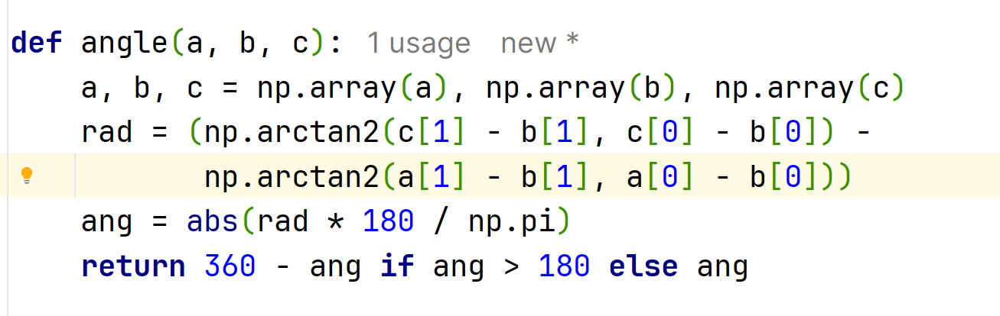 def angle(a, b, c): 1 usage new *
    a, b, c = np.array(a), np.array(b), np.array(c)
    rad = (np.arctan2(c[1] - b[1], c[0] - b[0]) -
           np.arctan2(a[1] - b[1], a[0] - b[0]))
    ang = abs(rad * 180 / np.pi)
    return 360 - ang if ang > 180 else ang